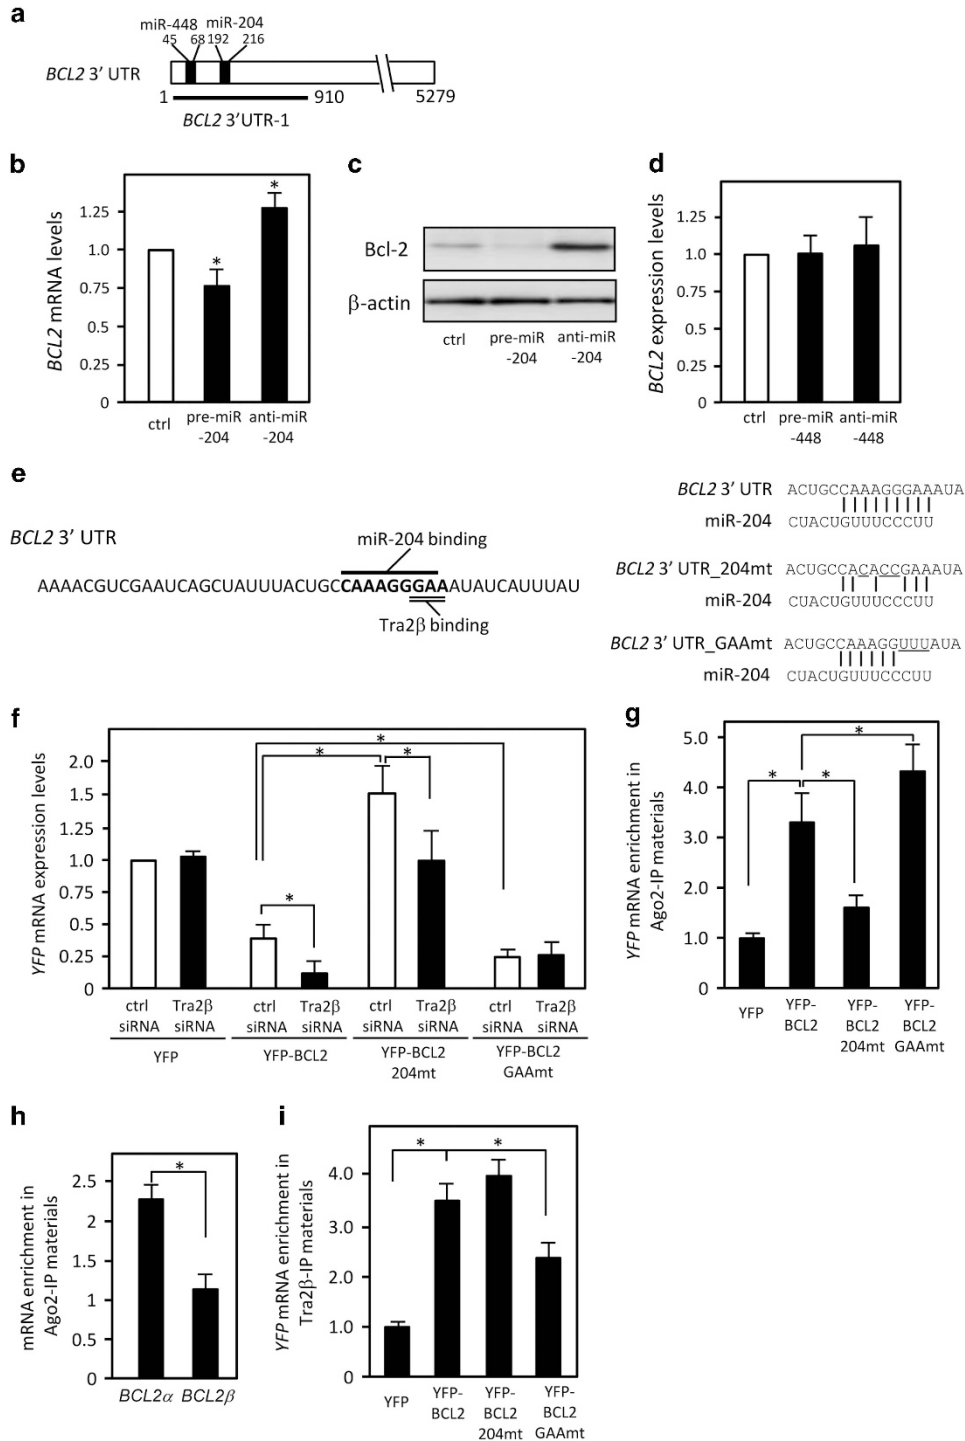 a
miR-448 miR-204
45 68 192 216
BCL2 3′ UTR
1 910 5279
BCL2 3′UTR-1
b
BCL2 mRNA levels
1.25
1.0
0.75
0.5
0
*
*
ctrl pre-miR -204 anti-miR -204
c
Bcl-2
β-actin
ctrl pre-miR -204 anti-miR -204
d
BCL2 expression levels
1.25
1.0
0.75
0.5
0
ctrl pre-miR -448 anti-miR -448
e
BCL2 3′ UTR
miR-204 binding
AAAACGUCGAAUCAGCUAUUUACUGCCAAAGGGAAAUAUCAUUUAU
Tra2β binding
BCL2 3′ UTR ACUGCCAAAGGGAAAUA
miR-204 CUACUGUUUCCCUU
BCL2 3′ UTR_204mt ACUGCCACACCGAAAUA
miR-204 CUACUGUUUCCCUU
BCL2 3′ UTR_GAAmt ACUGCCAAAGGUUUAUA
miR-204 CUACUGUUUCCCUU
f
YFP mRNA expression levels
2.0
1.5
1.25
1.0
0.5
0.25
0
*
*
*
*
ctrl siRNA Tra2β siRNA ctrl siRNA Tra2β siRNA ctrl siRNA Tra2β siRNA ctrl siRNA Tra2β siRNA
YFP YFP-BCL2 YFP-BCL2 204mt YFP-BCL2 GAAmt
g
YFP mRNA enrichment in
Ago2-IP materials
5.0
4.0
3.0
2.0
1.0
0
*
*
*
YFP YFP-BCL2 YFP-BCL2 204mt YFP-BCL2 GAAmt
h
mRNA enrichment in
Ago2-IP materials
2.5
2
1.5
1
0.5
0
*
BCL2α BCL2β
i
YFP mRNA enrichment in
Tra2β-IP materials
4.0
3.0
2.0
1.0
0
*
*
YFP YFP-BCL2 YFP-BCL2 204mt YFP-BCL2 GAAmt